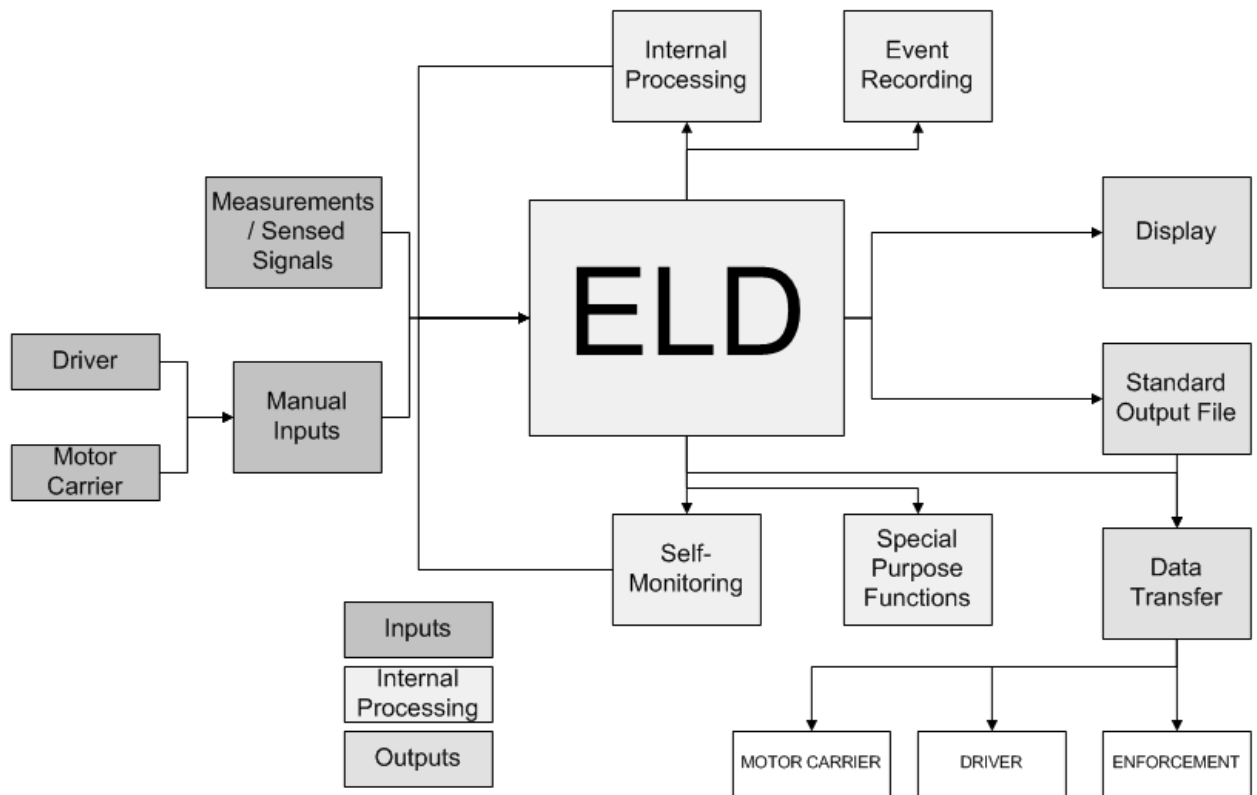 Internal
Processing
Event
Recording
Measurements
/ Sensed
Signals
ELD
Display
Driver
Manual
Inputs
Standard
Output File
Motor
Carrier
Self-
Monitoring
Special
Purpose
Functions
Data
Transfer
Inputs
Internal
Processing
Outputs
MOTOR CARRIER
DRIVER
ENFORCEMENT